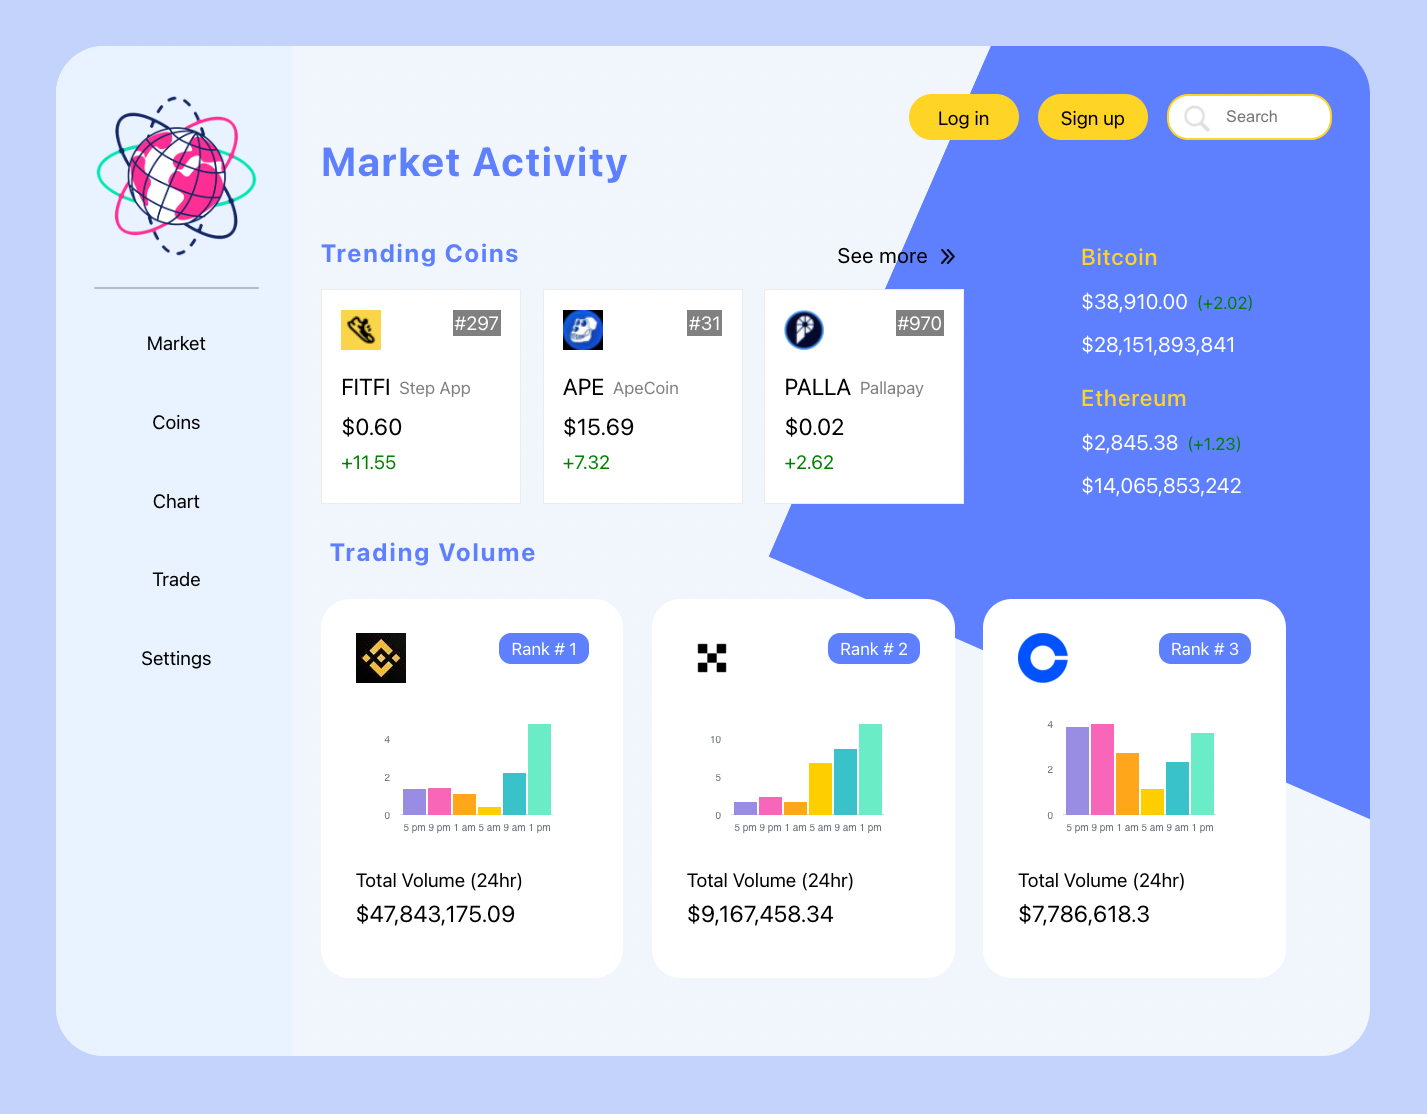 Log in
Sign up
Search
Market Activity
Market
Coins
Chart
Trade
Settings
Trending Coins
See more
#297
FITFI Step App
$0.60
+11.55
#31
APE ApeCoin
$15.69
+7.32
#970
PALLA Pallapay
$0.02
+2.62
Bitcoin
$38,910.00 (+2.02)
$28,151,893,841
Ethereum
$2,845.38 (+1.23)
$14,065,853,242
Trading Volume
Rank # 1
4
2
0
5 pm 9 pm 1 am 5 am 9 am 1 pm
Total Volume (24hr)
$47,843,175.09
Rank # 2
10
5
0
5 pm 9 pm 1 am 5 am 9 am 1 pm
Total Volume (24hr)
$9,167,458.34
Rank # 3
4
2
0
5 pm 9 pm 1 am 5 am 9 am 1 pm
Total Volume (24hr)
$7,786,618.3